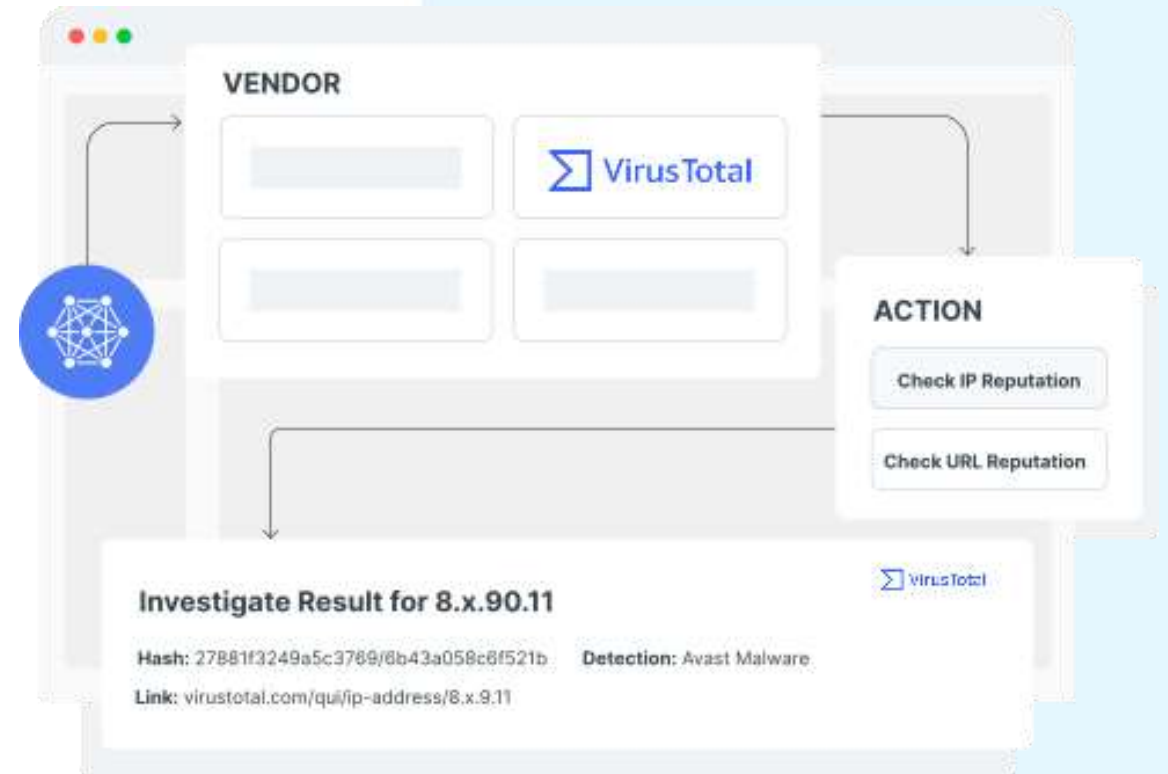 VENDOR
VirusTotal
ACTION
Check IP Reputation
Check URL Reputation
VirusTotal
Investigate Result for 8.x.90.11
Hash: 27881f3249a5c3769/6b43a058c6f521b Detection: Avast Malware
Link: virustotal.com/qui/ip-address/8.x.9.11